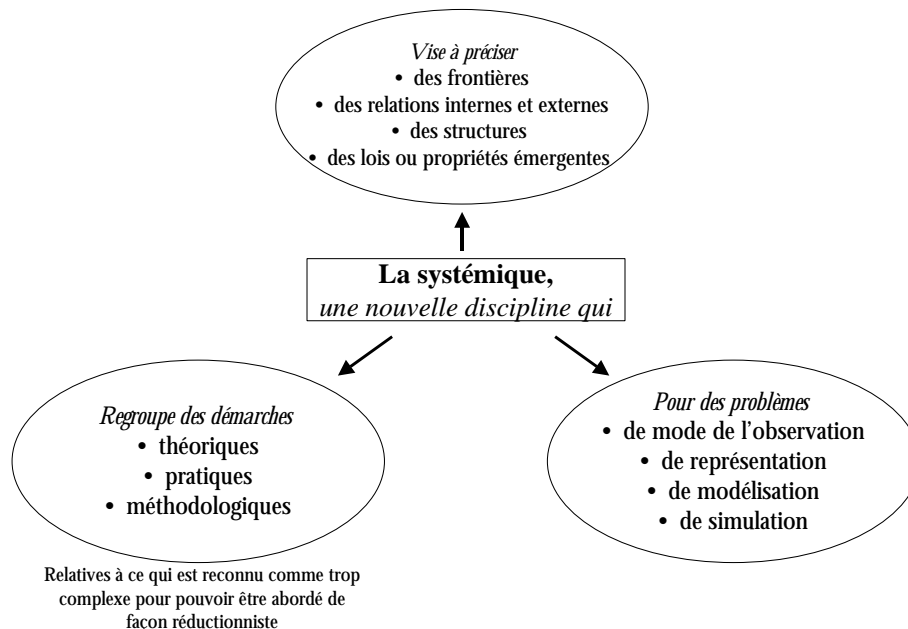 Vise à préciser
• des frontières
• des relations internes et externes
• des structures
• des lois ou propriétés émergentes
La systémique,
une nouvelle discipline qui
Regroupe des démarches
• théoriques
• pratiques
• méthodologiques
Relatives à ce qui est reconnu comme trop
complexe pour pouvoir être abordé de
façon réductionniste
Pour des problèmes
• de mode de l’observation
• de représentation
• de modélisation
• de simulation